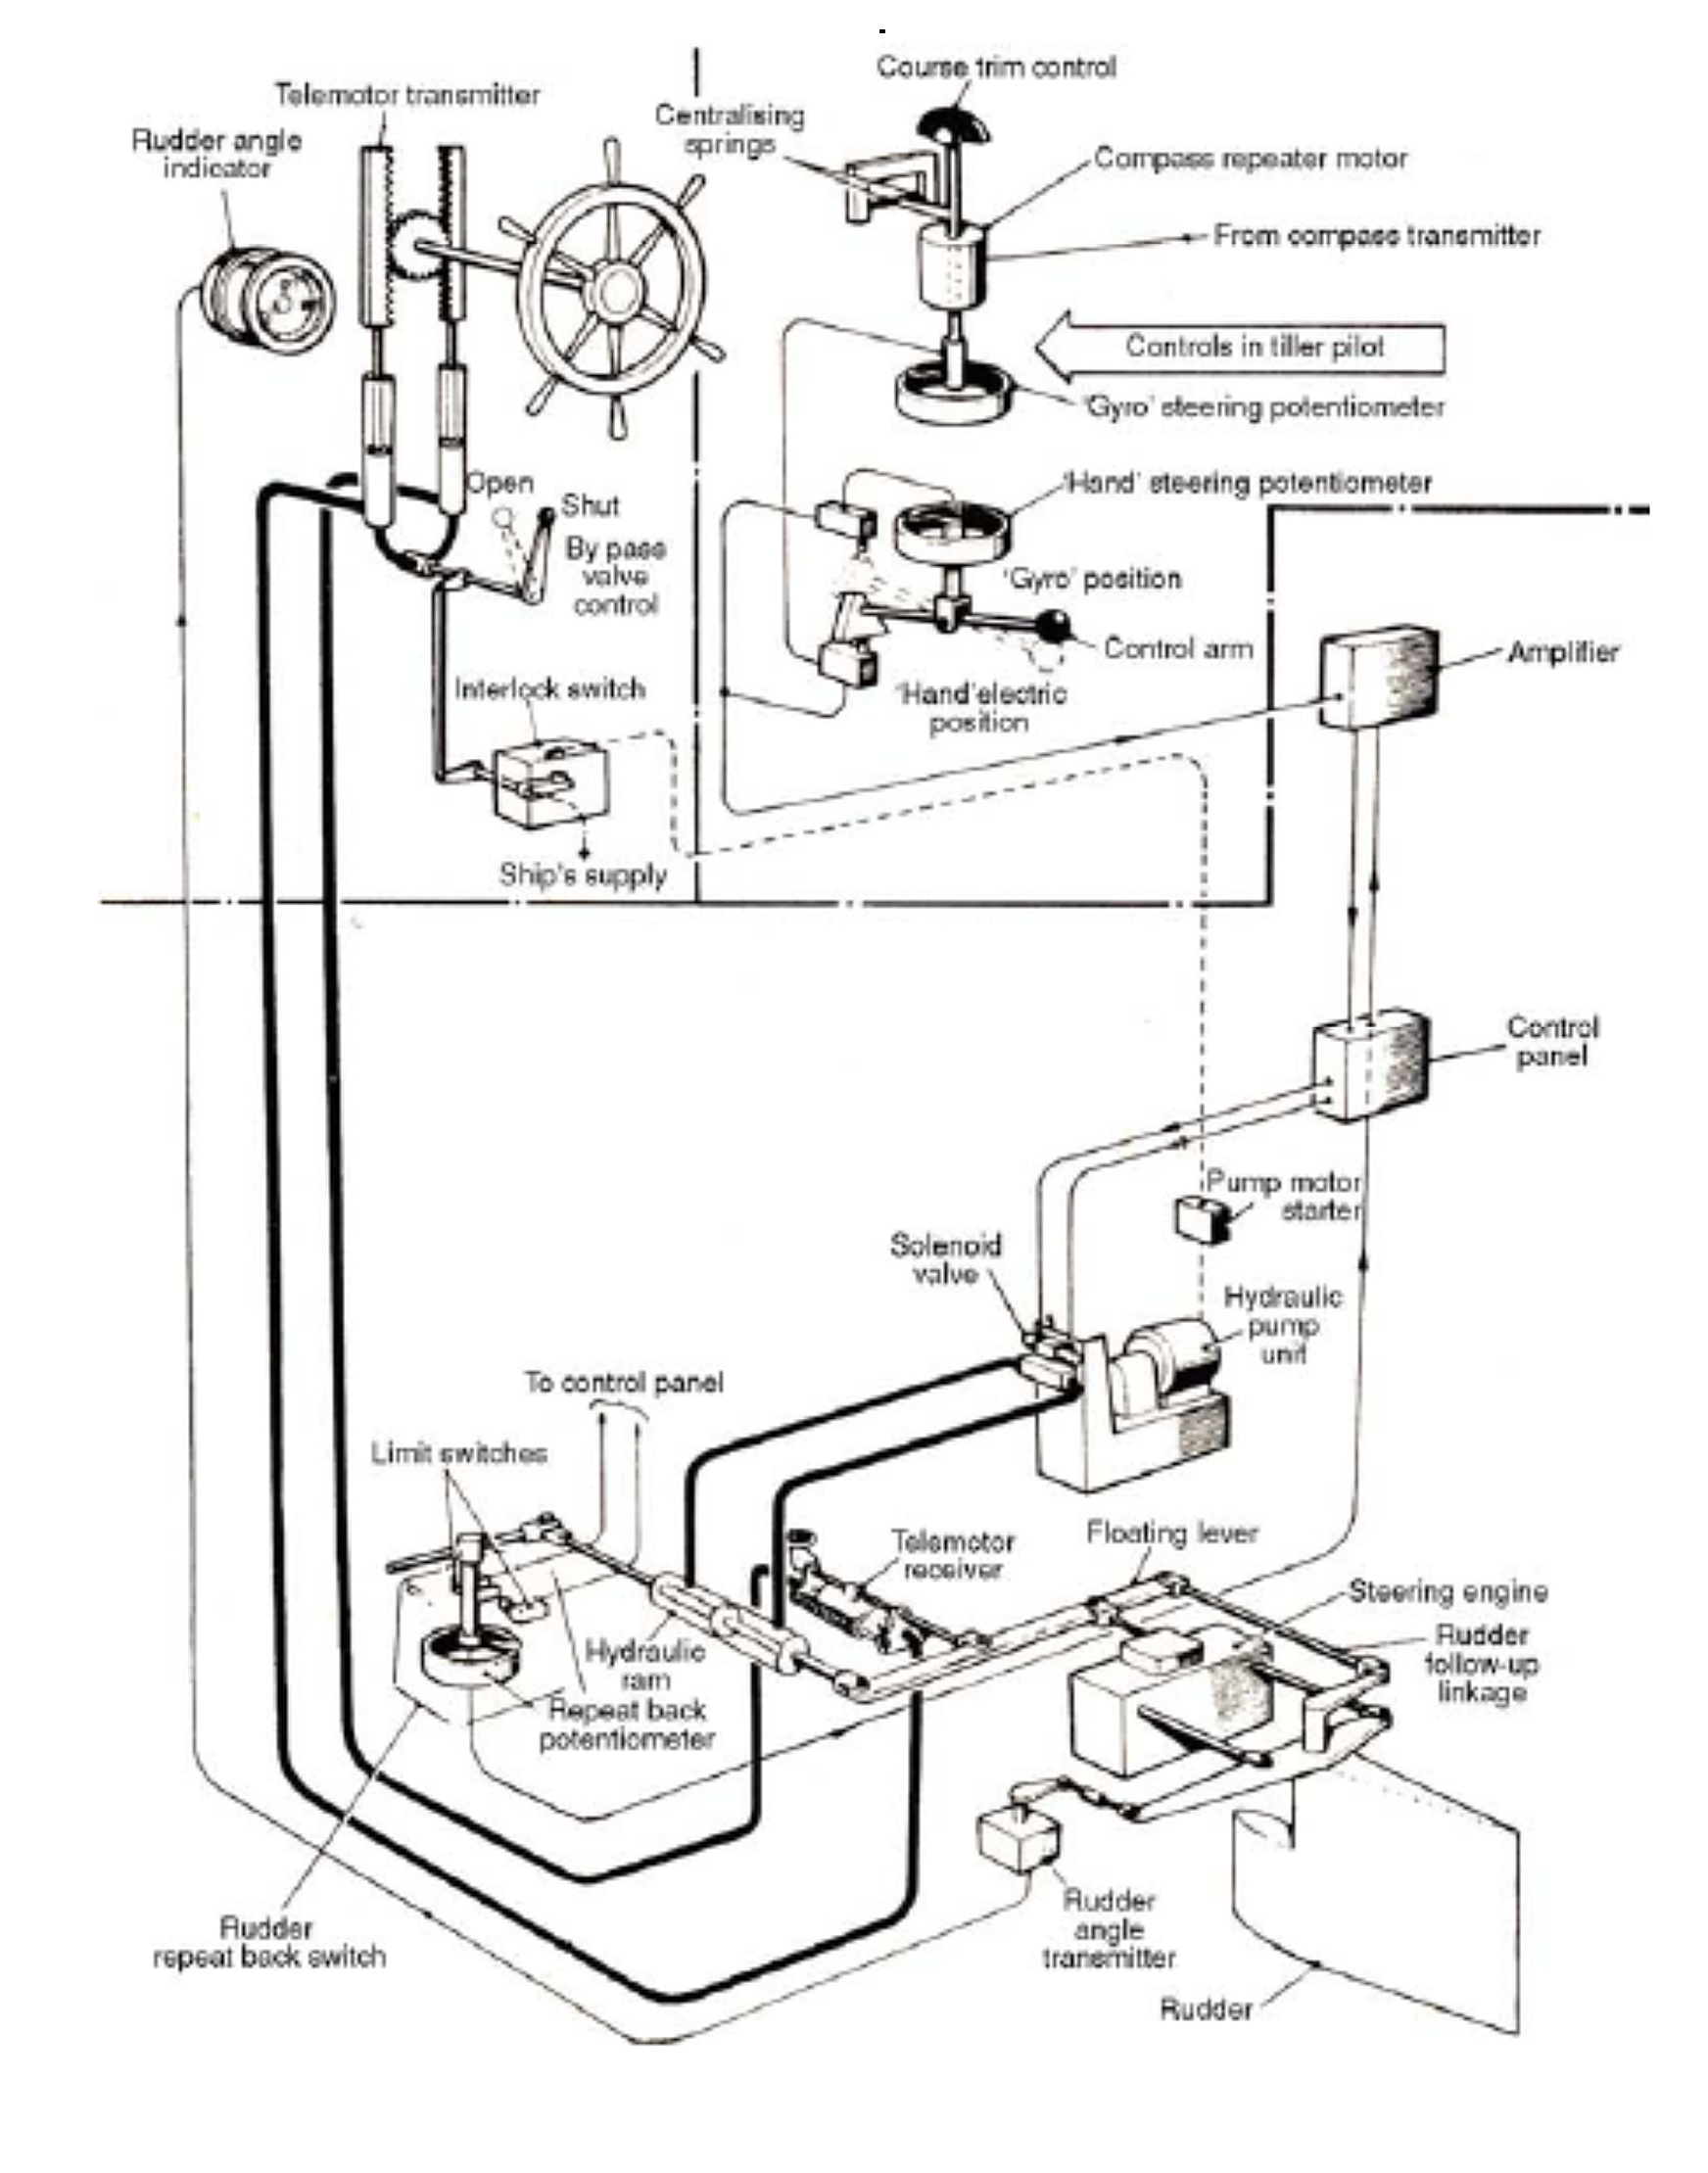 Course trim control
Telemotor transmitter
Centralising
springs
Rudder angle
indicator
Compass repeater motor
From compass transmitter
Controls in tiller pilot
'Gyro' steering potentiometer
Open
'Hand' steering potentiometer
Shut
By pass
valve
control
'Gyro' position
Control arm
Amplifier
Interlock switch
'Hand'electric
position
Ship's supply
Control
panel
Pump motor
starter
Solenoid
valve
Hydraulic
pump
unit
To control panel
Limit switches
Telemotor
receiver
Floating lever
Steering engine
Hydraulic
ram
Rudder
follow-up
linkage
Repeat back
potentiometer
Rudder
repeat back switch
Rudder
angle
transmitter
Rudder